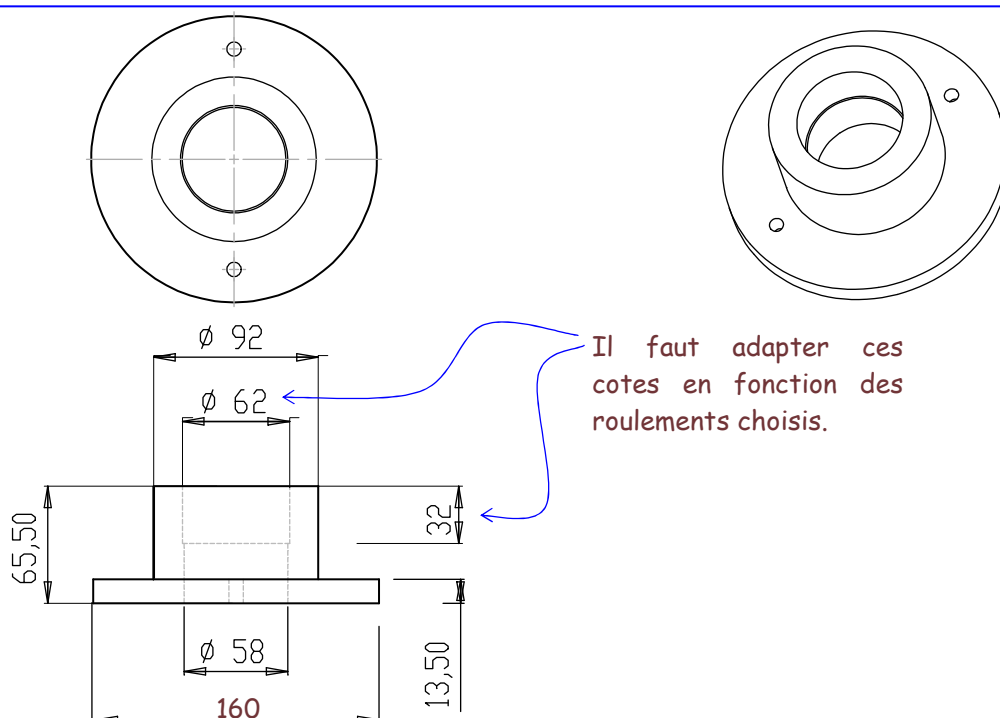 ø 92
ø 62
Il faut adapter ces
cotes en fonction des
roulements choisis.
65,50
32
ø 58
13,50
160